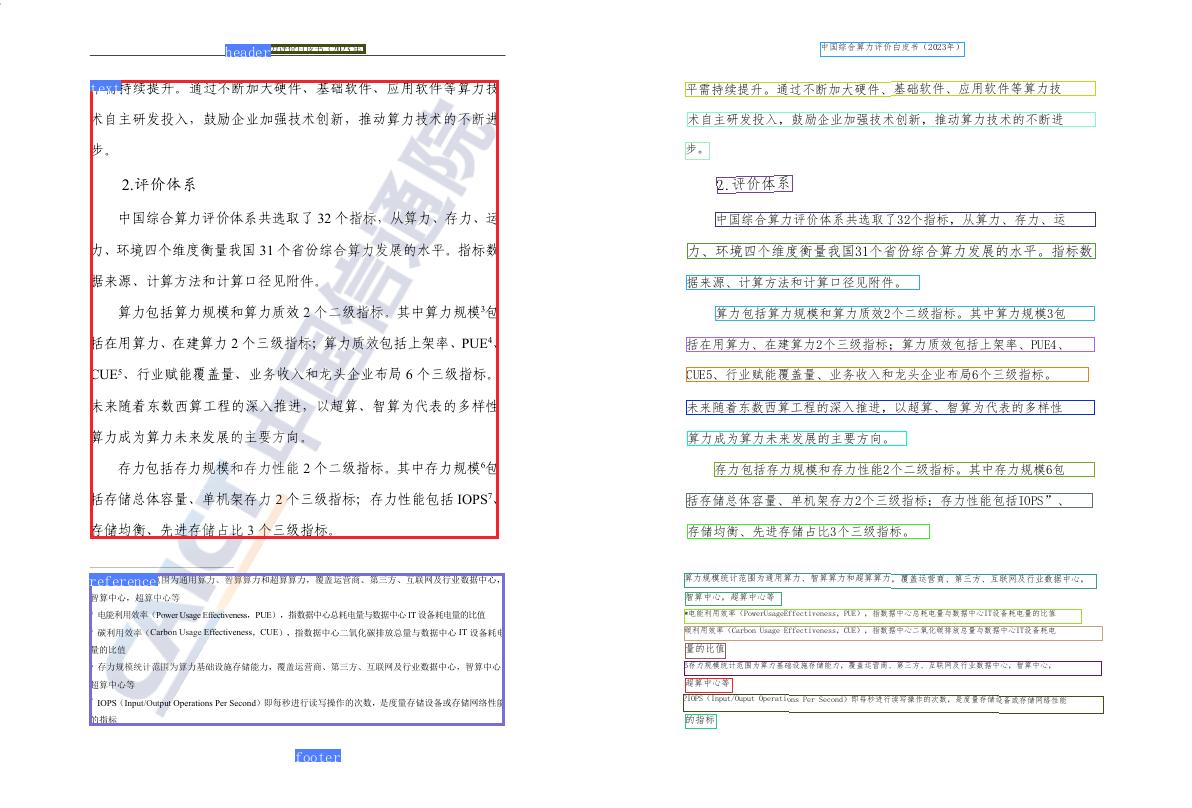 header
text
持续提升。通过不断加大硬件、基础软件、应用软件等算力技
术自主研发投入，鼓励企业加强技术创新，推动算力技术的不断进
步。
2.评价体系
中国综合算力评价体系共选取了 32 个指标，从算力、存力、运
力、环境四个维度衡量我国 31 个省份综合算力发展的水平。指标数
据来源、计算方法和计算口径见附件。
算力包括算力规模和算力质效 2 个二级指标。其中算力规模³包
括在用算力、在建算力 2 个三级指标；算力质效包括上架率、PUE⁴、
CUE⁵、行业赋能覆盖量、业务收入和龙头企业布局 6 个三级指标。
未来随着东数西算工程的深入推进，以超算、智算为代表的多样性
算力成为算力未来发展的主要方向。
存力包括存力规模和存力性能 2 个二级指标。其中存力规模⁶包
括存储总体容量、单机架存力 2 个三级指标；存力性能包括 IOPS⁷、
存储均衡、先进存储占比 3 个三级指标。
reference
围为通用算力、智算算力和超算算力，覆盖运营商、第三方、互联网及行业数据中心，
智算中心，超算中心等
电能利用效率（Power Usage Effectiveness，PUE），指数据中心总耗电量与数据中心 IT 设备耗电量的比值
碳利用效率（Carbon Usage Effectiveness，CUE），指数据中心二氧化碳排放总量与数据中心 IT 设备耗电
量的比值
存力规模统计范围为算力基础设施存储能力，覆盖运营商、第三方、互联网及行业数据中心，智算中心
超算中心等
IOPS（Input/Output Operations Per Second）即每秒进行读写操作的次数，是度量存储设备或存储网络性能
的指标
footer
中国综合算力评价白皮书（2023年）
平需持续提升。通过不断加大硬件、基础软件、应用软件等算力技
术自主研发投入，鼓励企业加强技术创新，推动算力技术的不断进
步。
2.评价体系
中国综合算力评价体系共选取了32个指标，从算力、存力、运
力、环境四个维度衡量我国31个省份综合算力发展的水平。指标数
据来源、计算方法和计算口径见附件。
算力包括算力规模和算力质效2个二级指标。其中算力规模3包
括在用算力、在建算力2个三级指标；算力质效包括上架率、PUE4、
CUE5、行业赋能覆盖量、业务收入和龙头企业布局6个三级指标。
未来随着东数西算工程的深入推进，以超算、智算为代表的多样性
算力成为算力未来发展的主要方向。
存力包括存力规模和存力性能2个二级指标。其中存力规模6包
括存储总体容量、单机架存力2个三级指标；存力性能包括IOPS”、
存储均衡、先进存储占比3个三级指标。
算力规模统计范围为通用算力、智算算力和超算算力，覆盖运营商、第三方、互联网及行业数据中心，
智算中心，超算中心等
•电能利用效率（PowerUsageEffectiveness，PUE），指数据中心总耗电量与数据中心IT设备耗电量的比值
碳利用效率（Carbon Usage Effectiveness，CUE），指数据中心二氧化碳排放总量与数据中心IT设备耗电
量的比值
6存力规模统计范围为算力基础设施存储能力，覆盖运营商、第三方、互联网及行业数据中心，智算中心，
超算中心等
7IOPS（Input/Ouput Operations Per Second）即每秒进行读写操作的次数，是度量存储设备或存储网络性能
的指标
CAICT 中国信通院